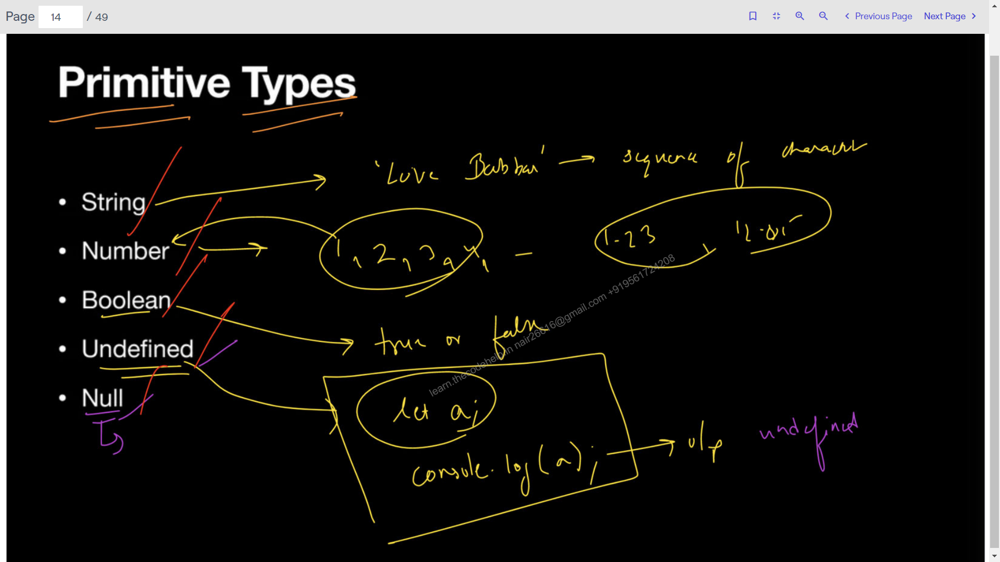 Page 14 / 49 Previous Page Next Page
Primitive Types
• String 'Love Babbar' → sequence of character
• Number 1, 2, 3, 4, — 1.23, 12.05
• Boolean true or false
• Undefined
let a;
• Null
console.log(a); → o/p undefined
learn.thecodehelp.in nair26616@gmail.com +919561724208